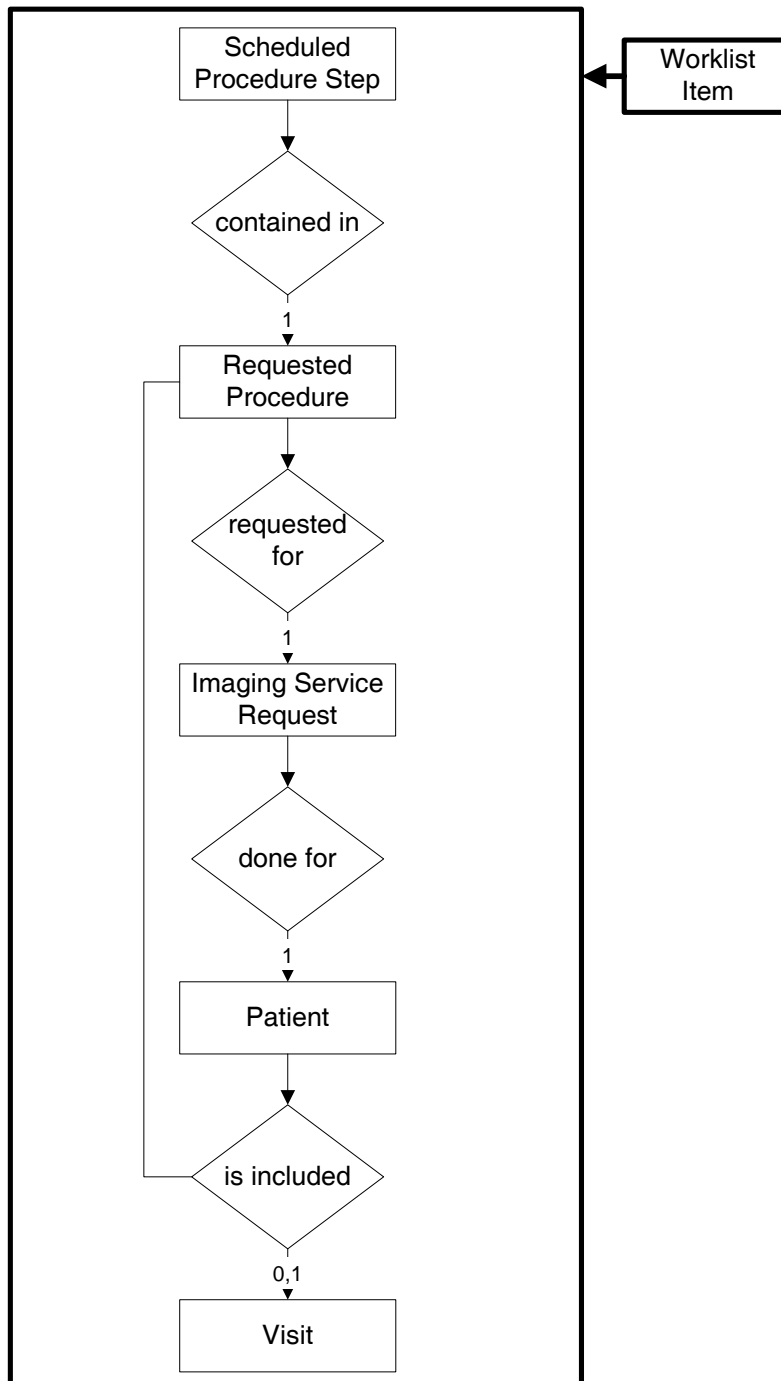 Scheduled
Procedure Step
Worklist
Item
contained in
1
Requested
Procedure
requested
for
1
Imaging Service
Request
done for
1
Patient
is included
0,1
Visit